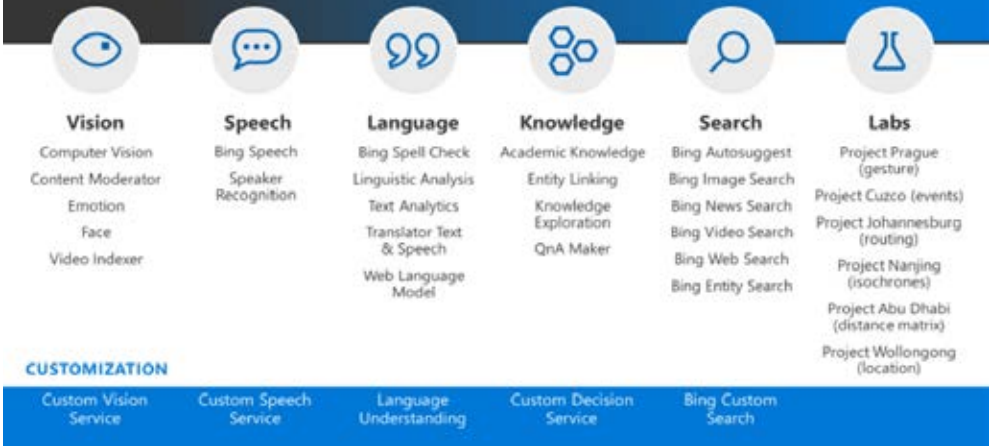 Vision
Computer Vision
Content Moderator
Emotion
Face
Video Indexer
Speech
Bing Speech
Speaker
Recognition
Language
Bing Spell Check
Linguistic Analysis
Text Analytics
Translator Text
& Speech
Web Language
Model
Knowledge
Academic Knowledge
Entity Linking
Knowledge
Exploration
QnA Maker
Search
Bing Autosuggest
Bing Image Search
Bing News Search
Bing Video Search
Bing Web Search
Bing Entity Search
Labs
Project Prague
(gesture)
Project Cuzco (events)
Project Johannesburg
(routing)
Project Nanjing
(isochrones)
Project Abu Dhabi
(distance matrix)
Project Wollongong
(location)
CUSTOMIZATION
Custom Vision
Service
Custom Speech
Service
Language
Understanding
Custom Decision
Service
Bing Custom
Search